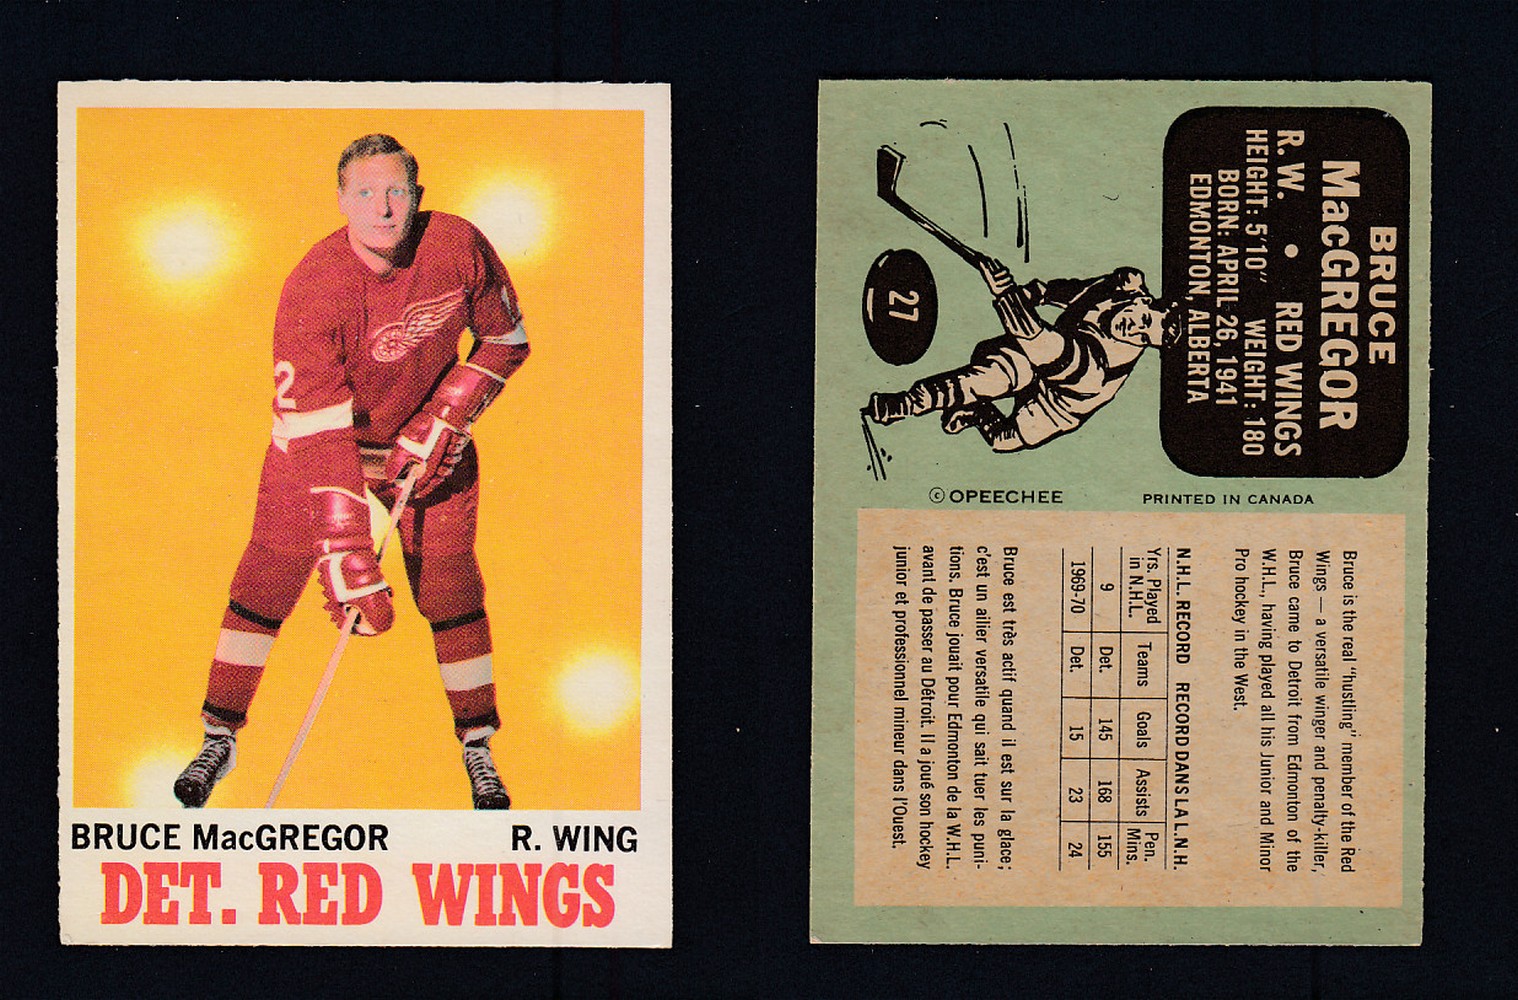 2
BRUCE MacGREGOR R. WING
DET. RED WINGS
BRUCE
MacGREGOR
R. W. • RED WINGS
HEIGHT: 5'10" WEIGHT: 180
BORN: APRIL 26, 1941
EDMONTON, ALBERTA
27
© OPEECHEE PRINTED IN CANADA
Bruce is the real "hustling" member of the Red
Wings — a versatile winger and penalty-killer,
Bruce came to Detroit from Edmonton of the
W.H.L., having played all his Junior and Minor
Pro hockey in the West.
N.H.L. RECORD RECORD DANS LA L.N.H.
Yrs. Played Teams Goals Assists Pen.
in N.H.L. Mins.
9 Det. 145 168 155
1969-70 Det. 15 23 24
Bruce est très actif quand il est sur la glace;
c'est un ailier versatile qui sait tuer les puni-
tions. Bruce jouait pour Edmonton de la W.H.L.
avant de passer au Détroit. Il a joué son hockey
junior et professionnel mineur dans l'Ouest.